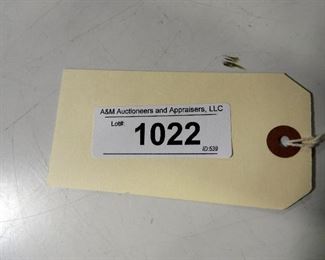 A&M Auctioneers and Appraisers, LLC
Lot#:
1022
ID:539